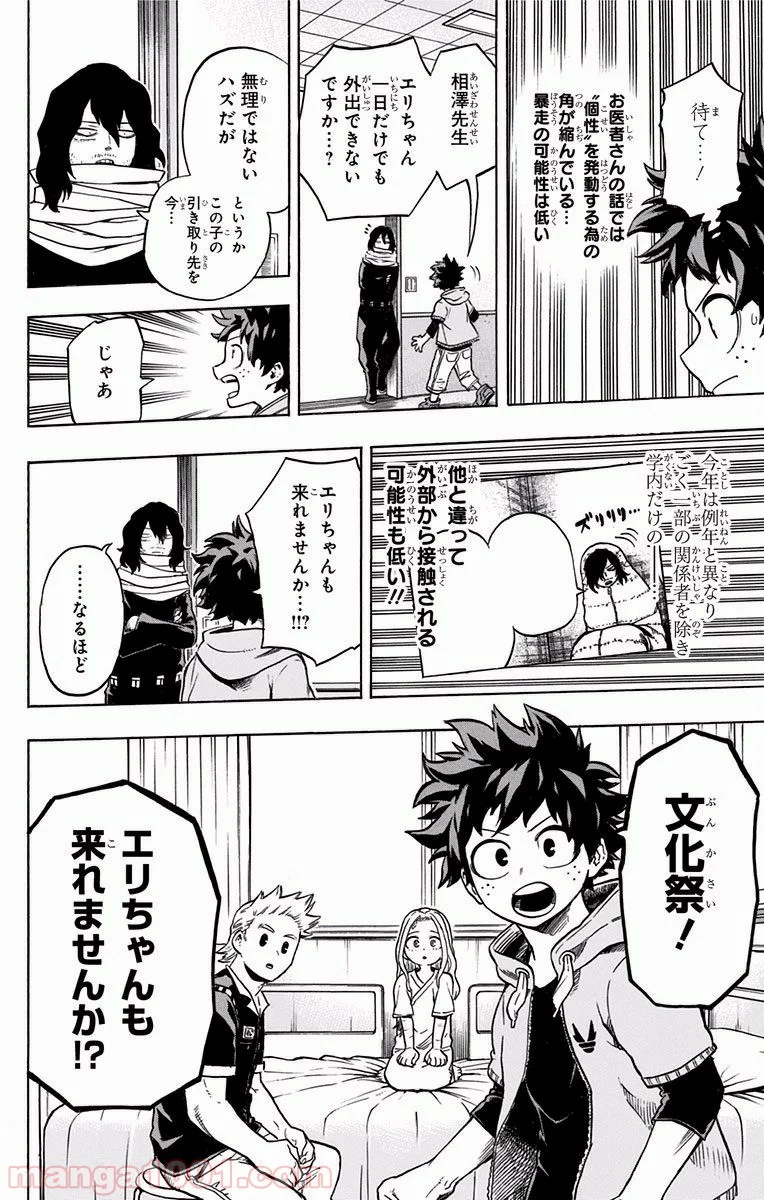 待て…!
お医者さんの話では
“個性”を発動する為の
角が縮んでいる…
暴走の可能性は低い
相澤先生
エリちゃん
一日だけでも
外出できない
ですか…?
無理ではない
ハズだが
というか
この子の
引き取り先を
今…
じゃあ
今年は例年と異なり
ごく一部の関係者を除き
学内だけの
ズリリリ…
他と違って
外部から接触される
可能性も低い!!
エリちゃんも
来れませんか…!!?
……なるほど
文化祭!
エリちゃんも
来れませんか!?
manga1001.com